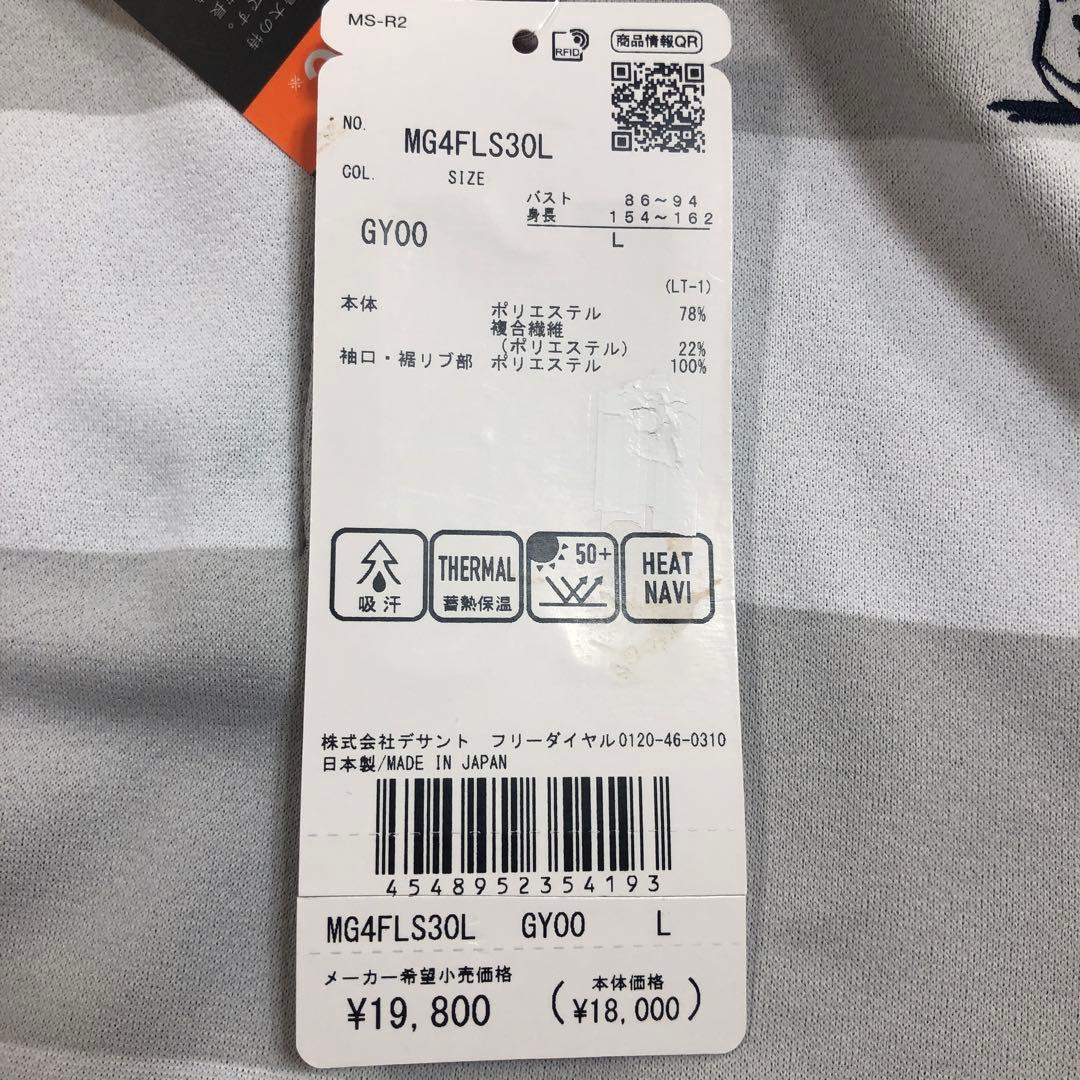 MS-R2
RFID
商品情報QR
NO. MG4FLS30L
COL. SIZE
バスト 86~94
身長 154~162
GY00 L
(LT-1)
本体 ポリエステル 78%
複合繊維
(ポリエステル) 22%
袖口・裾リブ部 ポリエステル 100%
吸汗
THERMAL
蓄熱保温
50+
HEAT
NAVI
株式会社デサント フリーダイヤル0120-46-0310
日本製/MADE IN JAPAN
4548952354193
MG4FLS30L GY00 L
メーカー希望小売価格
¥19,800
本体価格
(¥18,000)